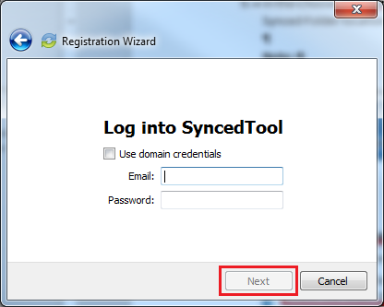 Registration Wizard
Log into SyncedTool
Use domain credentials
Email:
Password:
Next
Cancel